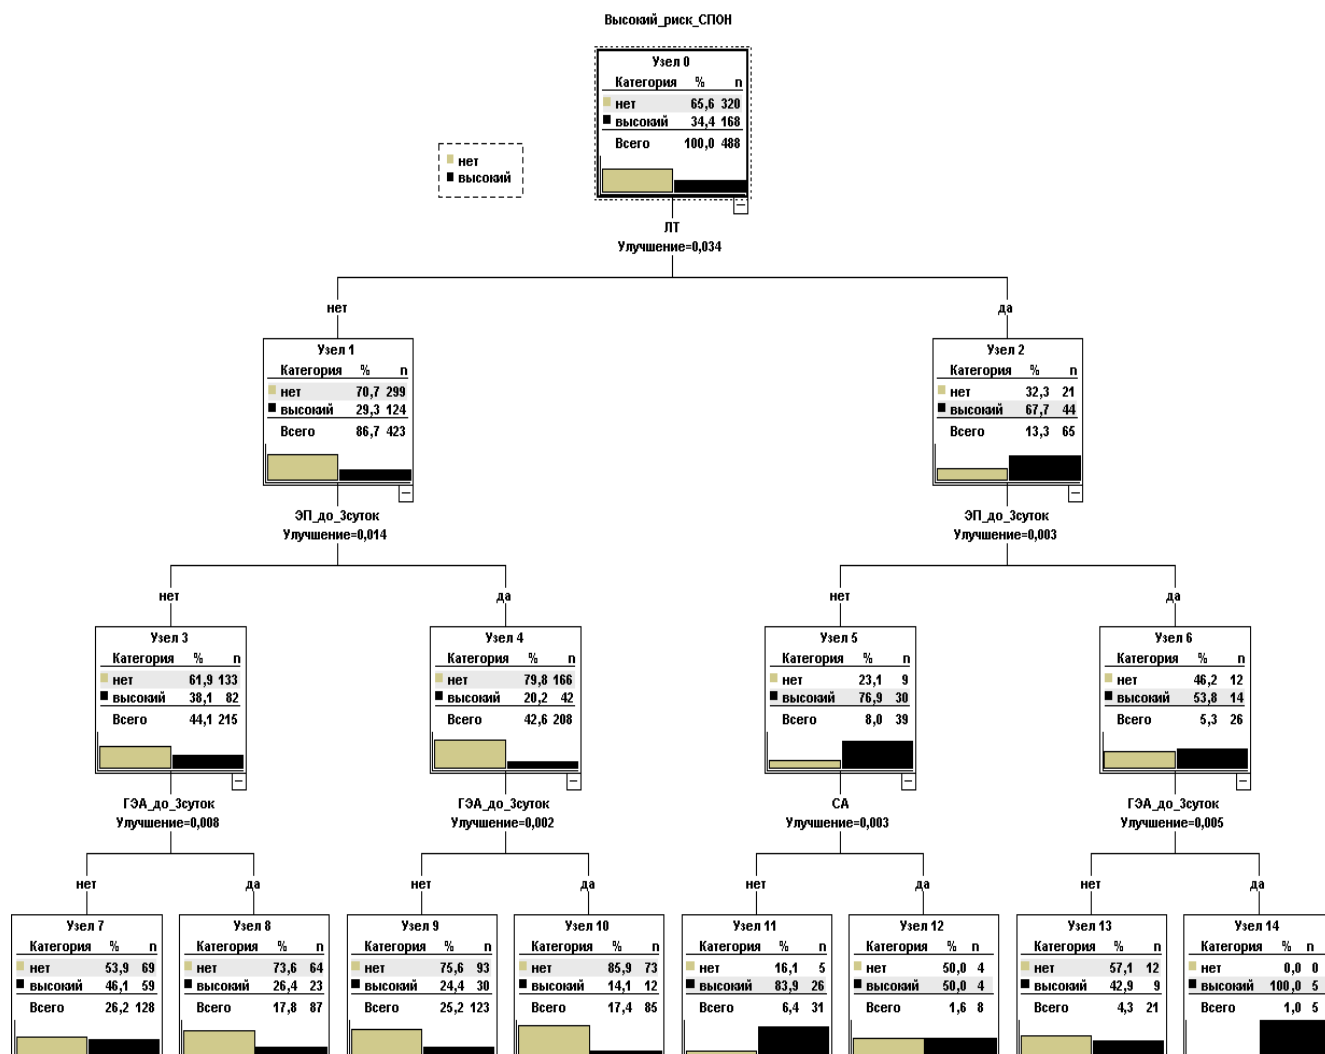 Высокий_риск_СПОН
Узел 0
Категория % n
нет 65,6 320
высокий 34,4 168
Всего 100,0 488
нет
высокий
ЛТ
Улучшение=0,034
нет
да
Узел 1
Категория % n
нет 70,7 299
высокий 29,3 124
Всего 86,7 423
Узел 2
Категория % n
нет 32,3 21
высокий 67,7 44
Всего 13,3 65
ЭП_до_3суток
Улучшение=0,014
ЭП_до_3суток
Улучшение=0,003
нет
да
нет
да
Узел 3
Категория % n
нет 61,9 133
высокий 38,1 82
Всего 44,1 215
Узел 4
Категория % n
нет 79,8 166
высокий 20,2 42
Всего 42,6 208
Узел 5
Категория % n
нет 23,1 9
высокий 76,9 30
Всего 8,0 39
Узел 6
Категория % n
нет 46,2 12
высокий 53,8 14
Всего 5,3 26
ГЭА_до_3суток
Улучшение=0,008
ГЭА_до_3суток
Улучшение=0,002
СА
Улучшение=0,003
ГЭА_до_3суток
Улучшение=0,005
нет
да
нет
да
нет
да
нет
да
Узел 7
Категория % n
нет 53,9 69
высокий 46,1 59
Всего 26,2 128
Узел 8
Категория % n
нет 73,6 64
высокий 26,4 23
Всего 17,8 87
Узел 9
Категория % n
нет 75,6 93
высокий 24,4 30
Всего 25,2 123
Узел 10
Категория % n
нет 85,9 73
высокий 14,1 12
Всего 17,4 85
Узел 11
Категория % n
нет 16,1 5
высокий 83,9 26
Всего 6,4 31
Узел 12
Категория % n
нет 50,0 4
высокий 50,0 4
Всего 1,6 8
Узел 13
Категория % n
нет 57,1 12
высокий 42,9 9
Всего 4,3 21
Узел 14
Категория % n
нет 0,0 0
высокий 100,0 5
Всего 1,0 5